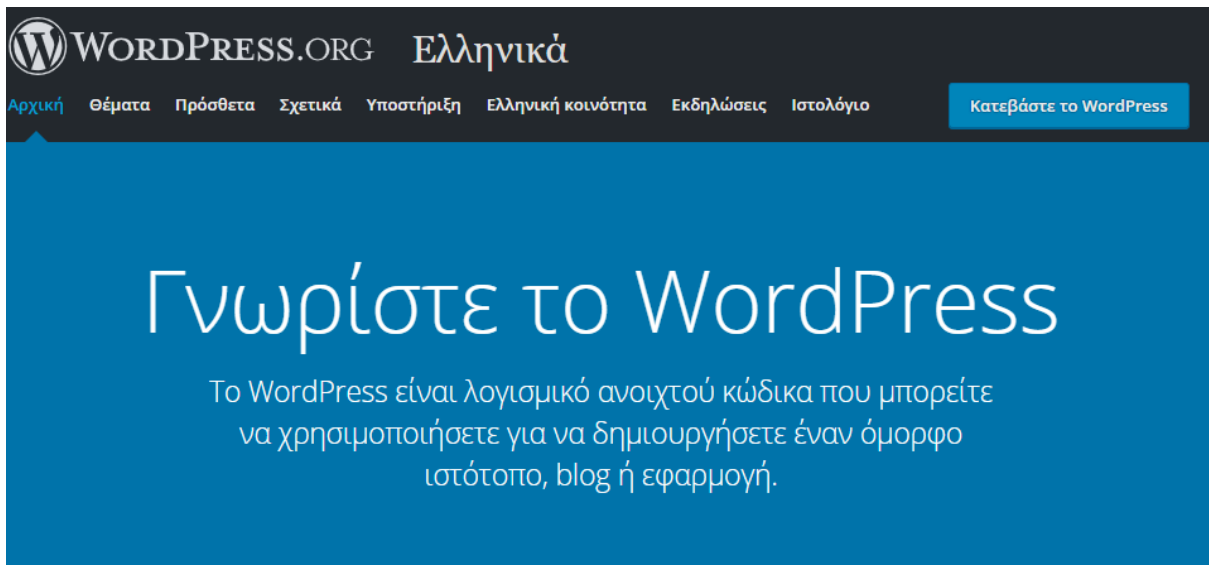 WORDPRESS.ORG Ελληνικά
Αρχική Θέματα Πρόσθετα Σχετικά Υποστήριξη Ελληνική κοινότητα Εκδηλώσεις Ιστολόγιο Κατεβάστε το WordPress
Γνωρίστε το WordPress
Το WordPress είναι λογισμικό ανοιχτού κώδικα που μπορείτε
να χρησιμοποιήσετε για να δημιουργήσετε έναν όμορφο
ιστότοπο, blog ή εφαρμογή.